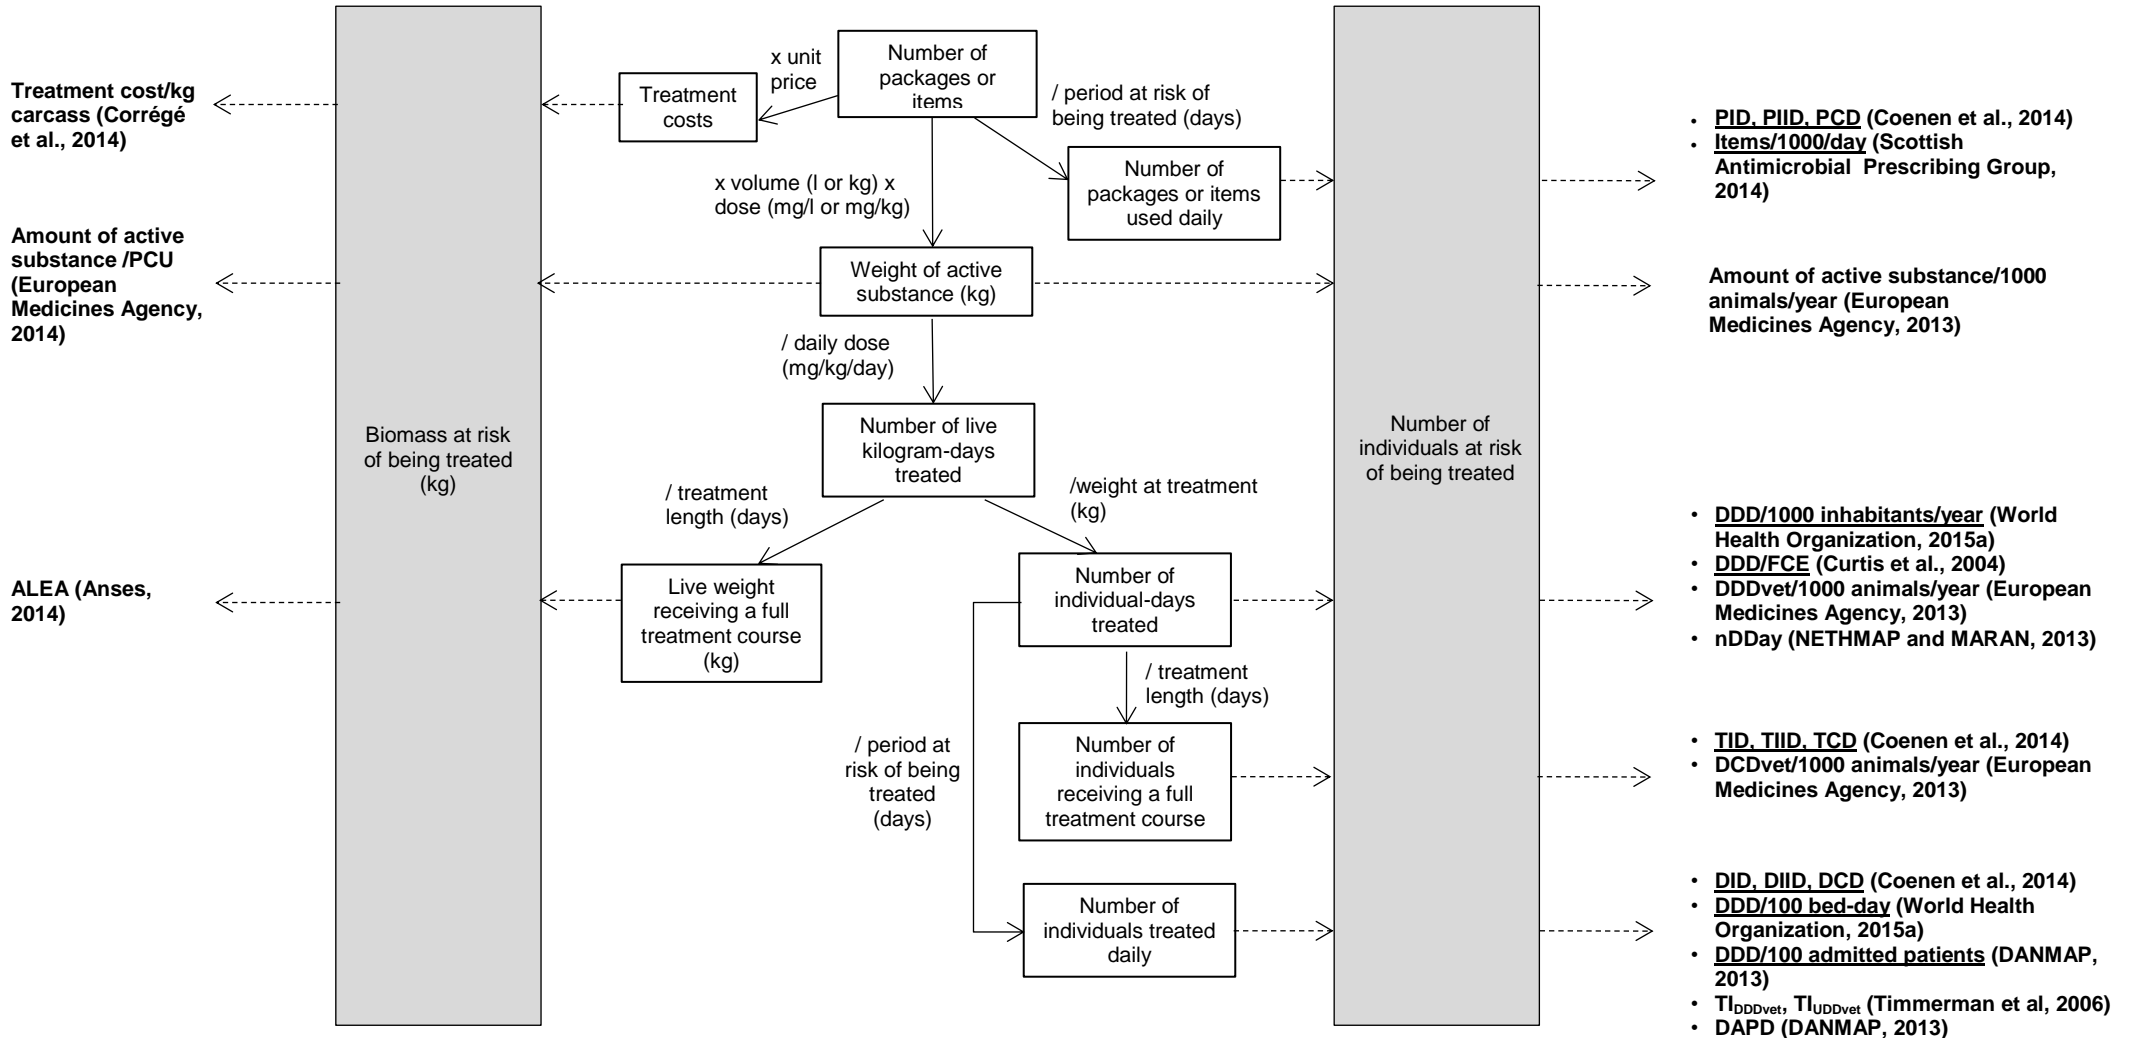 Treatment cost/kg
carcass (Corrégé
et al., 2014)
Amount of active
substance /PCU
(European
Medicines Agency,
2014)
ALEA (Anses,
2014)
Biomass at risk
of being treated
(kg)
Number of
packages or
items
x unit
price
Treatment
costs
/ period at risk of
being treated (days)
Number of
packages or items
used daily
x volume (l or kg) x
dose (mg/l or mg/kg)
Weight of active
substance (kg)
/ daily dose
(mg/kg/day)
Number of live
kilogram-days
treated
/ treatment
length (days)
/weight at treatment
(kg)
Live weight
receiving a full
treatment course
(kg)
Number of
individual-days
treated
/ treatment
length (days)
/ period at
risk of being
treated
(days)
Number of
individuals
receiving a full
treatment course
Number of
individuals treated
daily
Number of
individuals at risk
of being treated
• PID, PIID, PCD (Coenen et al., 2014)
• Items/1000/day (Scottish
Antimicrobial Prescribing Group,
2014)
Amount of active substance/1000
animals/year (European
Medicines Agency, 2013)
• DDD/1000 inhabitants/year (World
Health Organization, 2015a)
• DDD/FCE (Curtis et al., 2004)
• DDDvet/1000 animals/year (European
Medicines Agency, 2013)
• nDDay (NETHMAP and MARAN, 2013)
• TID, TIID, TCD (Coenen et al., 2014)
• DCDvet/1000 animals/year (European
Medicines Agency, 2013)
• DID, DIID, DCD (Coenen et al., 2014)
• DDD/100 bed-day (World Health
Organization, 2015a)
• DDD/100 admitted patients (DANMAP,
2013)
• TIDDDvet, TIUDDvet (Timmerman et al, 2006)
• DAPD (DANMAP, 2013)